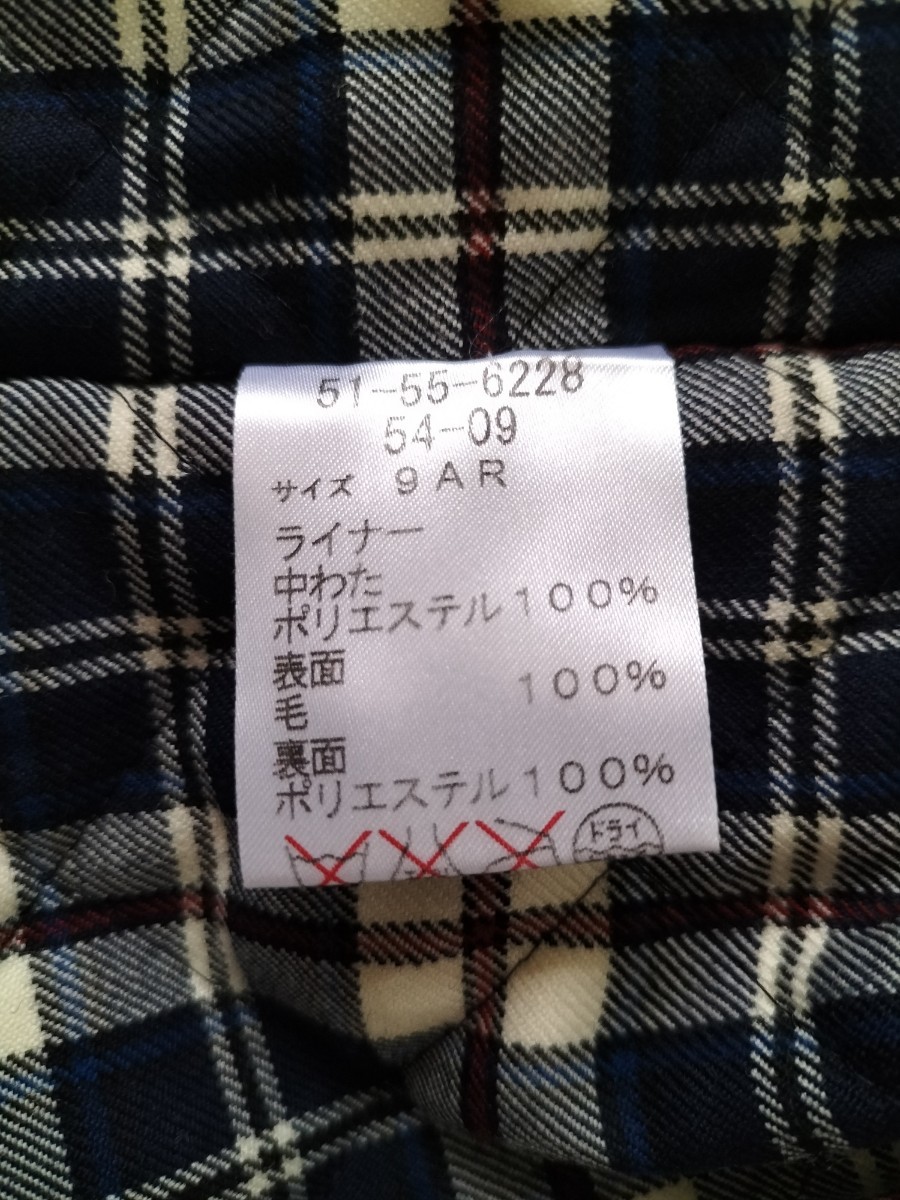 51-55-6228
54-09
サイズ 9AR
ライナー
中わた
ポリエステル100%
表面 100%
毛
裏面
ポリエステル100%
ドライ